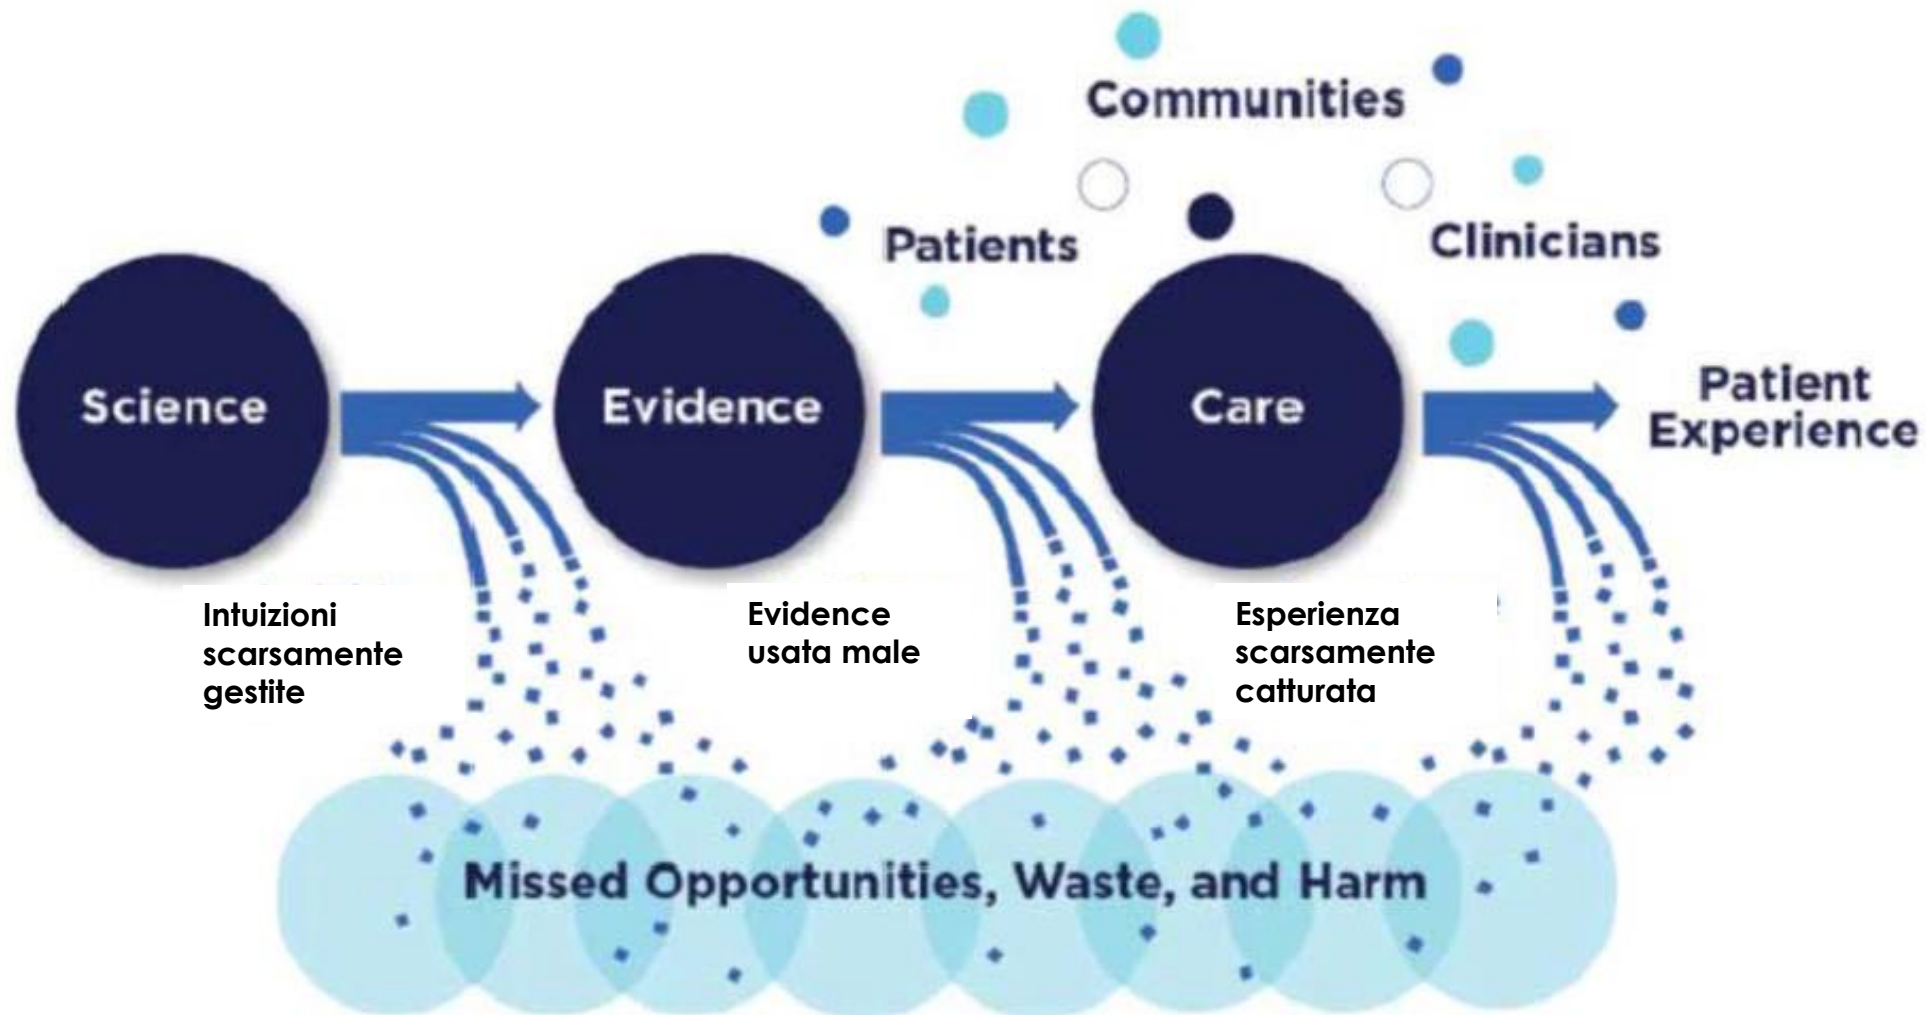 Communities
Patients
Clinicians
Science
Evidence
Care
Patient
Experience
Intuizioni
scarsamente
gestite
Evidence
usata male
Esperienza
scarsamente
catturata
Missed Opportunities, Waste, and Harm